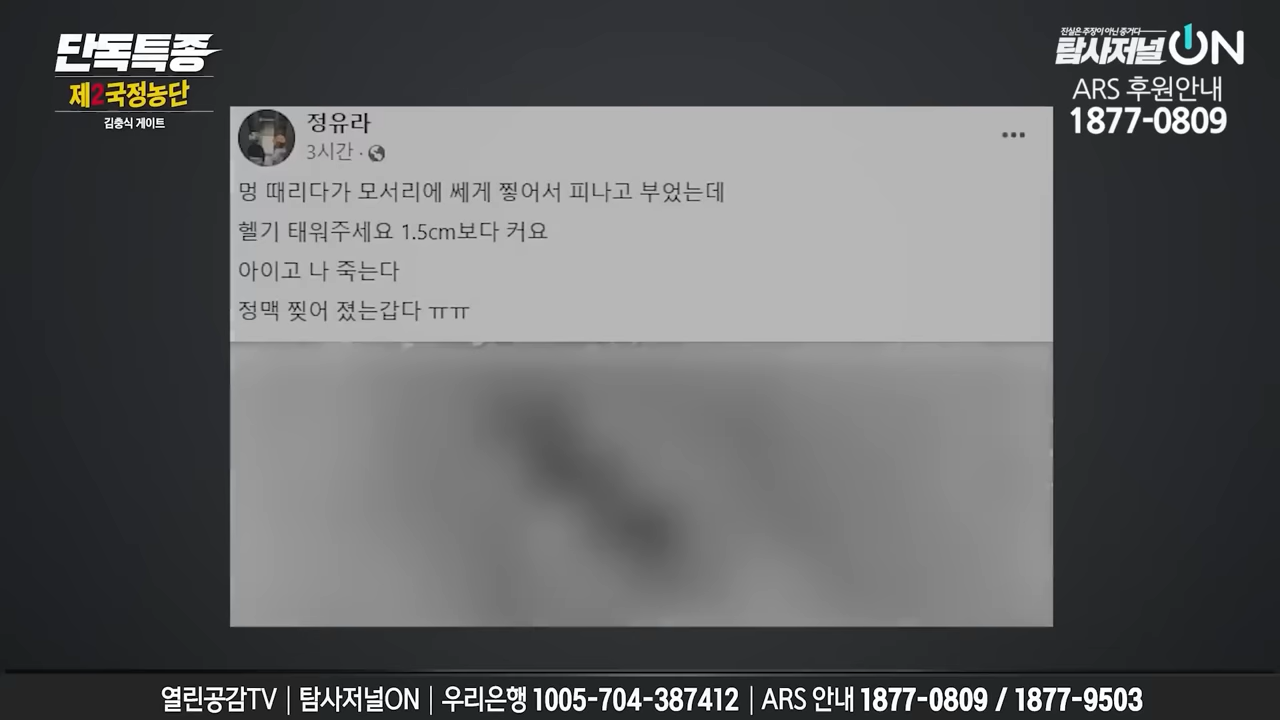 단독특종
제2국정농단
김충식 게이트
진실은 주장이 아닌 증거다
탐사저널ON
ARS 후원안내
1877-0809
정유라
3시간 ·
멍 때리다가 모서리에 쎄게 찧어서 피나고 부었는데
헬기 태워주세요 1.5cm보다 커요
아이고 나 죽는다
정맥 찢어 졌는갑다 ㅠㅠ
열린공감TV | 탐사저널ON | 우리은행 1005-704-387412 | ARS 안내 1877-0809 / 1877-9503